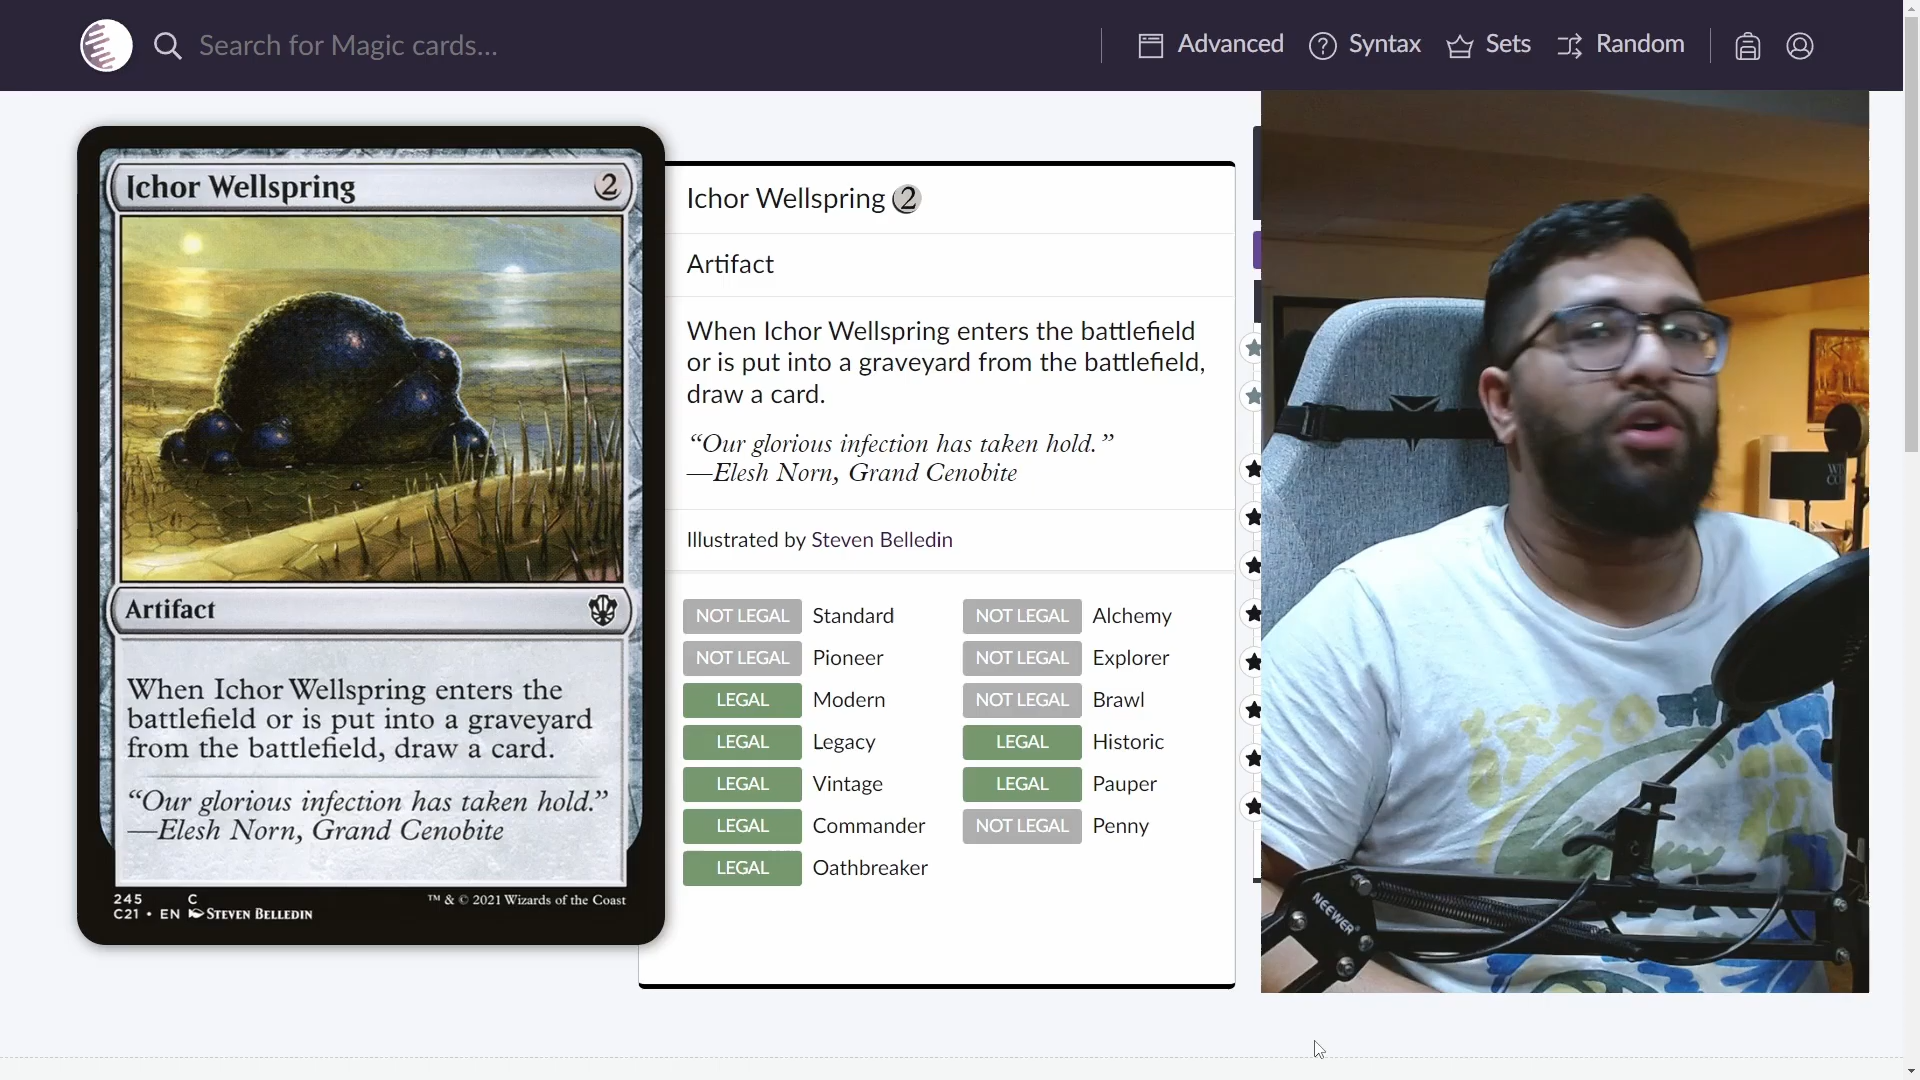 Search for Magic cards...
Advanced
Syntax
Sets
Random
Ichor Wellspring 2
Artifact
When Ichor Wellspring enters the
battlefield or is put into a graveyard
from the battlefield, draw a card.
“Our glorious infection has taken hold.”
—Elesh Norn, Grand Cenobite
245 C
C21 • EN Steven Belledin
™ & © 2021 Wizards of the Coast
Ichor Wellspring 2
Artifact
When Ichor Wellspring enters the battlefield
or is put into a graveyard from the battlefield,
draw a card.
“Our glorious infection has taken hold.”
—Elesh Norn, Grand Cenobite
Illustrated by Steven Belledin
NOT LEGAL Standard
NOT LEGAL Alchemy
NOT LEGAL Pioneer
NOT LEGAL Explorer
LEGAL Modern
NOT LEGAL Brawl
LEGAL Legacy
LEGAL Historic
LEGAL Vintage
LEGAL Pauper
LEGAL Commander
NOT LEGAL Penny
LEGAL Oathbreaker
NEEWER